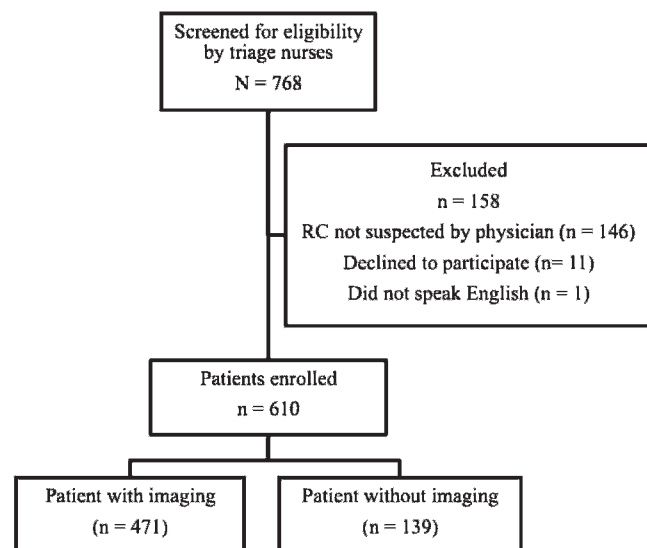 Screened for eligibility
by triage nurses
N = 768
Excluded
n = 158
RC not suspected by physician (n = 146)
Declined to participate (n= 11)
Did not speak English (n = 1)
Patients enrolled
n = 610
Patient with imaging
(n = 471)
Patient without imaging
(n = 139)